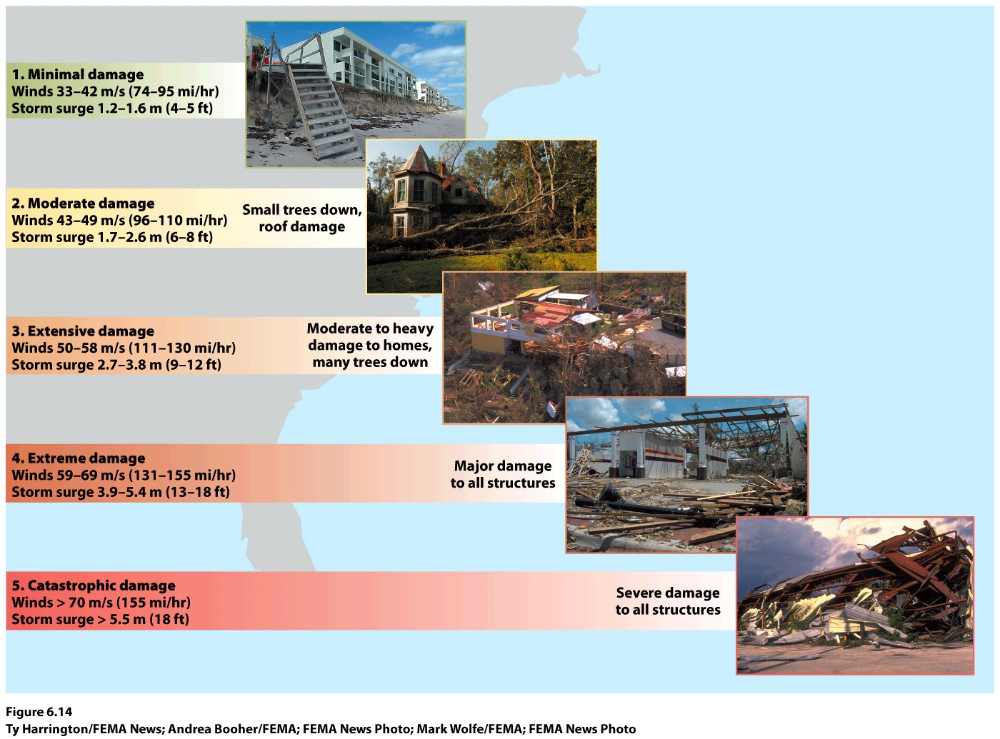 1. Minimal damage
Winds 33–42 m/s (74–95 mi/hr)
Storm surge 1.2–1.6 m (4–5 ft)
2. Moderate damage
Winds 43–49 m/s (96–110 mi/hr)
Storm surge 1.7–2.6 m (6–8 ft)
Small trees down,
roof damage
3. Extensive damage
Winds 50–58 m/s (111–130 mi/hr)
Storm surge 2.7–3.8 m (9–12 ft)
Moderate to heavy
damage to homes,
many trees down
4. Extreme damage
Winds 59–69 m/s (131–155 mi/hr)
Storm surge 3.9–5.4 m (13–18 ft)
Major damage
to all structures
5. Catastrophic damage
Winds > 70 m/s (155 mi/hr)
Storm surge > 5.5 m (18 ft)
Severe damage
to all structures
Figure 6.14
Ty Harrington/FEMA News; Andrea Booher/FEMA; FEMA News Photo; Mark Wolfe/FEMA; FEMA News Photo